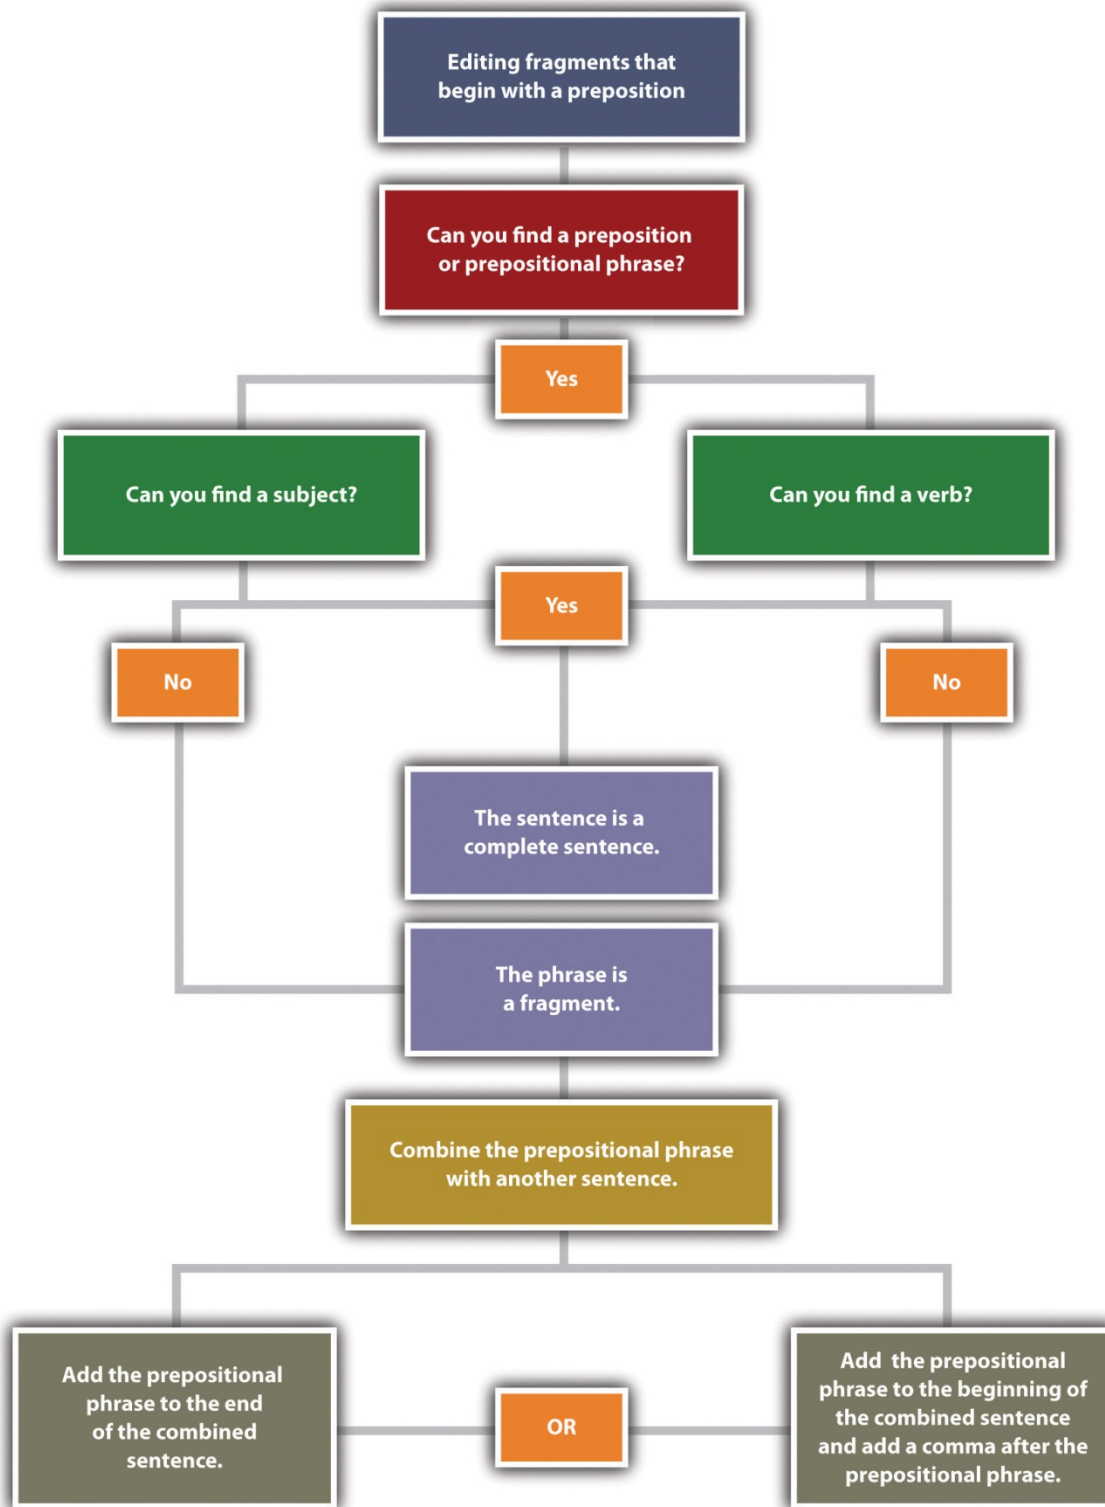 Editing fragments that
begin with a preposition
Can you find a preposition
or prepositional phrase?
Yes
Can you find a subject?
Can you find a verb?
Yes
No
No
The sentence is a
complete sentence.
The phrase is
a fragment.
Combine the prepositional phrase
with another sentence.
Add the prepositional
phrase to the end
of the combined
sentence.
OR
Add the prepositional
phrase to the beginning of
the combined sentence
and add a comma after the
prepositional phrase.